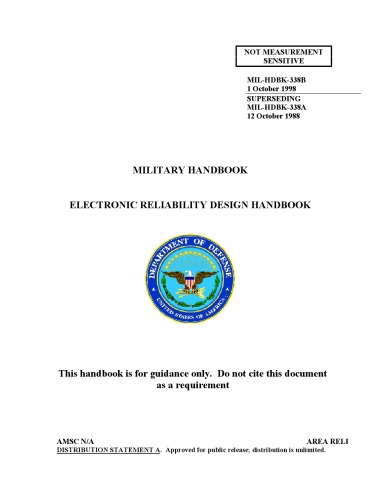 NOT MEASUREMENT
SENSITIVE
MIL-HDBK-338B
1 October 1998
SUPERSEDING
MIL-HDBK-338A
12 October 1988
MILITARY HANDBOOK
ELECTRONIC RELIABILITY DESIGN HANDBOOK
DEPARTMENT OF DEFENSE
UNITED STATES OF AMERICA
This handbook is for guidance only. Do not cite this document
as a requirement
AMSC N/A AREA RELI
DISTRIBUTION STATEMENT A. Approved for public release; distribution is unlimited.